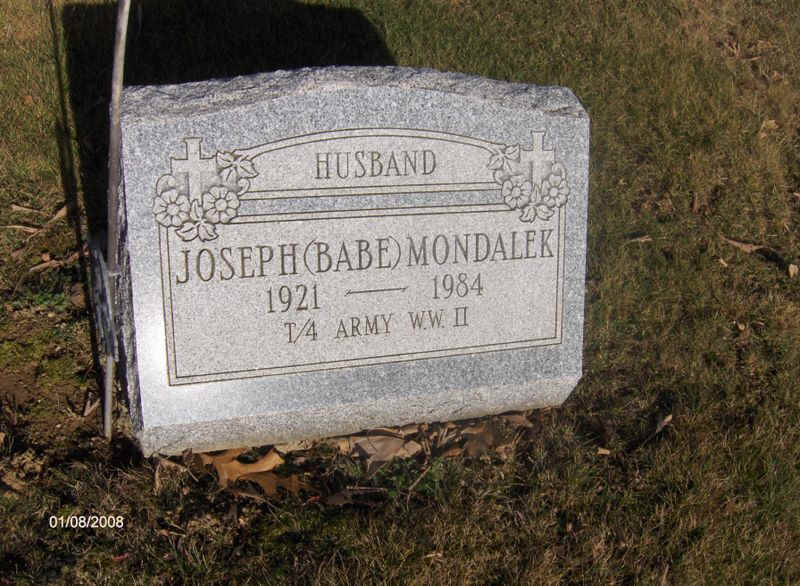 HUSBAND
JOSEPH (BABE) MONDALEK
1921 — 1984
T/4 ARMY W.W. II
01/08/2008